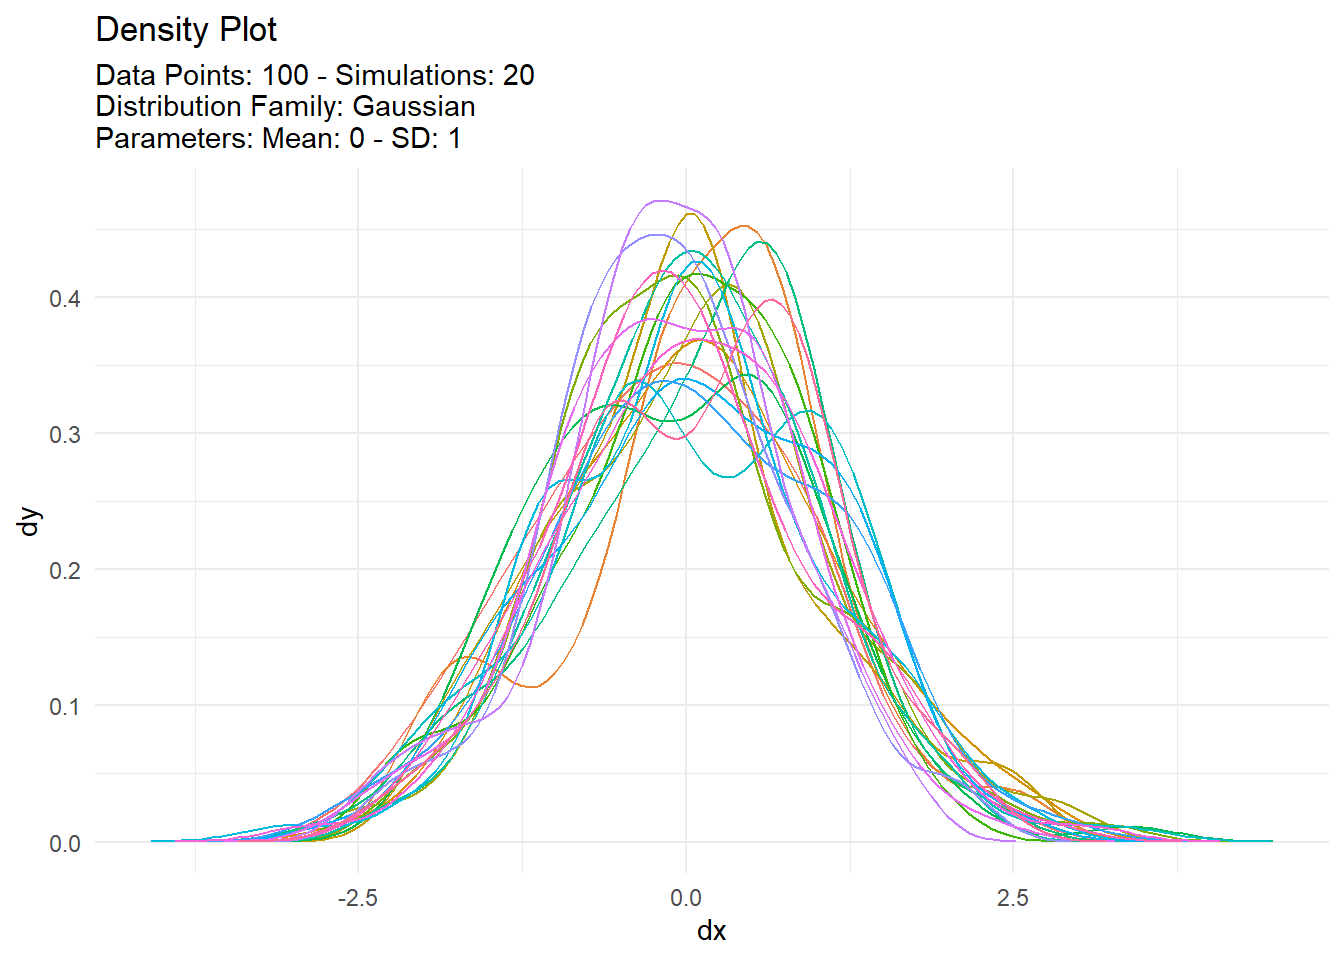 Density Plot
Data Points: 100 - Simulations: 20
Distribution Family: Gaussian
Parameters: Mean: 0 - SD: 1
dy
0.4
0.3
0.2
0.1
0.0
-2.5 0.0 2.5
dx